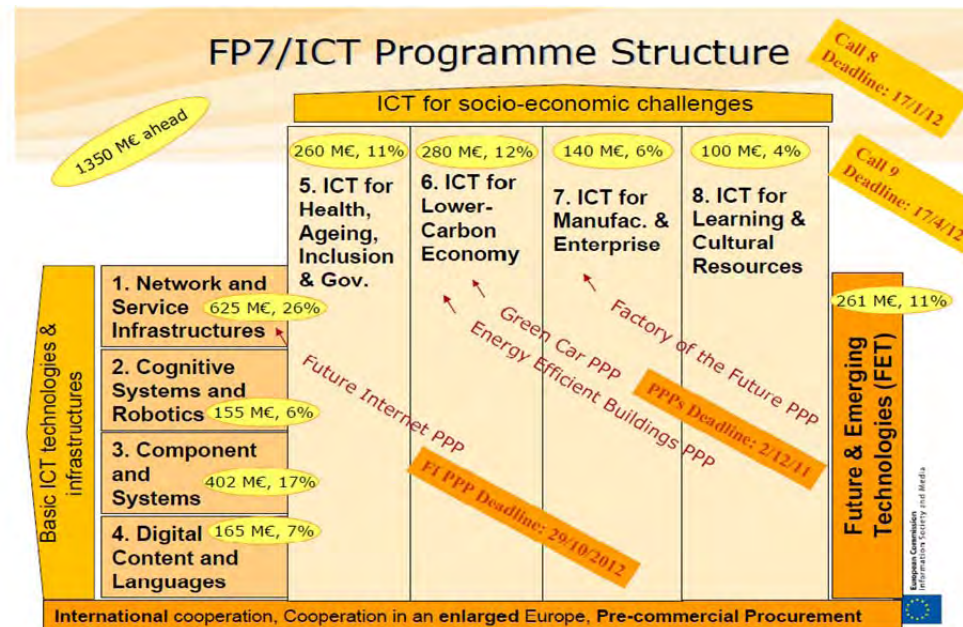 FP7/ICT Programme Structure
Call 8
Deadline: 17/1/12
ICT for socio-economic challenges
1350 M€ ahead
260 M€, 11%
280 M€, 12%
140 M€, 6%
100 M€, 4%
Call 9
Deadline: 17/4/12
5. ICT for
Health,
Ageing,
Inclusion
& Gov.
6. ICT for
Lower-
Carbon
Economy
7. ICT for
Manufac. &
Enterprise
8. ICT for
Learning &
Cultural
Resources
Basic ICT technologies &
infrastructures
1. Network and
Service
Infrastructures
625 M€, 26%
2. Cognitive
Systems and
Robotics
155 M€, 6%
3. Component
and
Systems
402 M€, 17%
4. Digital
Content and
Languages
165 M€, 7%
Future Internet PPP
FI PPP Deadline: 29/10/2012
Green Car PPP
Energy Efficient Buildings PPP
Factory of the Future PPP
PPPs Deadline: 2/12/11
261 M€, 11%
Future & Emerging
Technologies (FET)
European Commission
Information Society and Media
International cooperation, Cooperation in an enlarged Europe, Pre-commercial Procurement